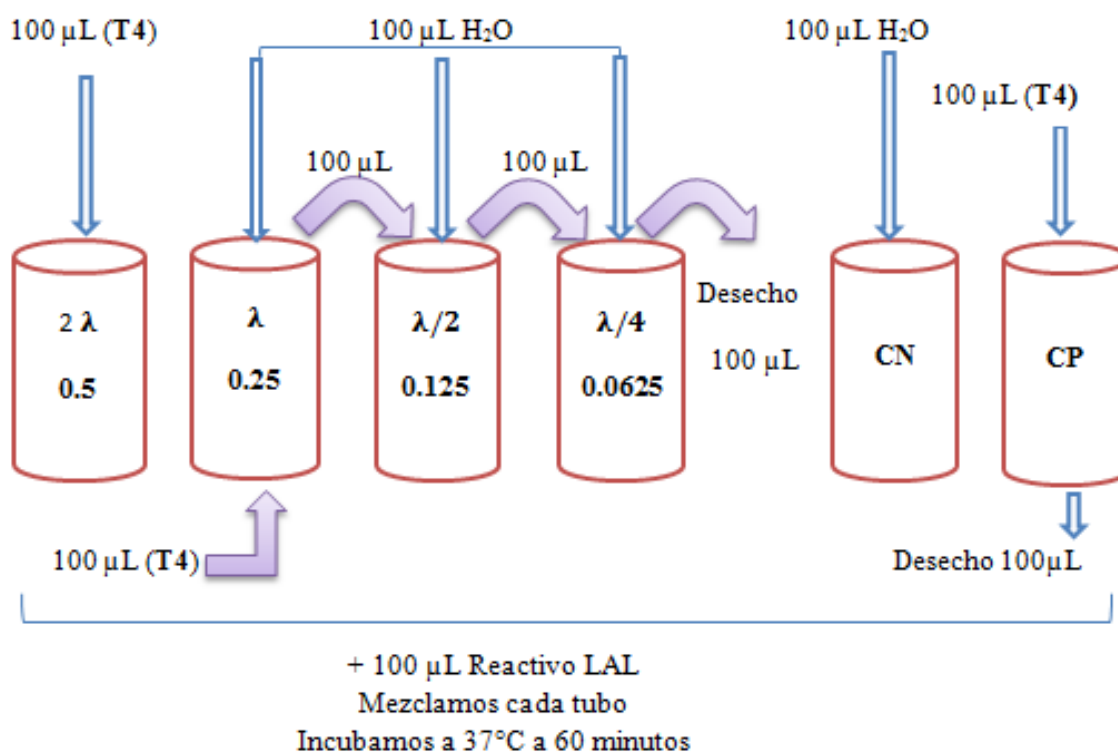 100 µL (T4)
100 µL H₂O
100 µL H₂O
100 µL (T4)
100 µL
100 µL
2 λ
0.5
λ
0.25
λ/2
0.125
λ/4
0.0625
Desecho
100 µL
CN
CP
100 µL (T4)
Desecho 100µL
+ 100 µL Reactivo LAL
Mezclamos cada tubo
Incubamos a 37°C a 60 minutos